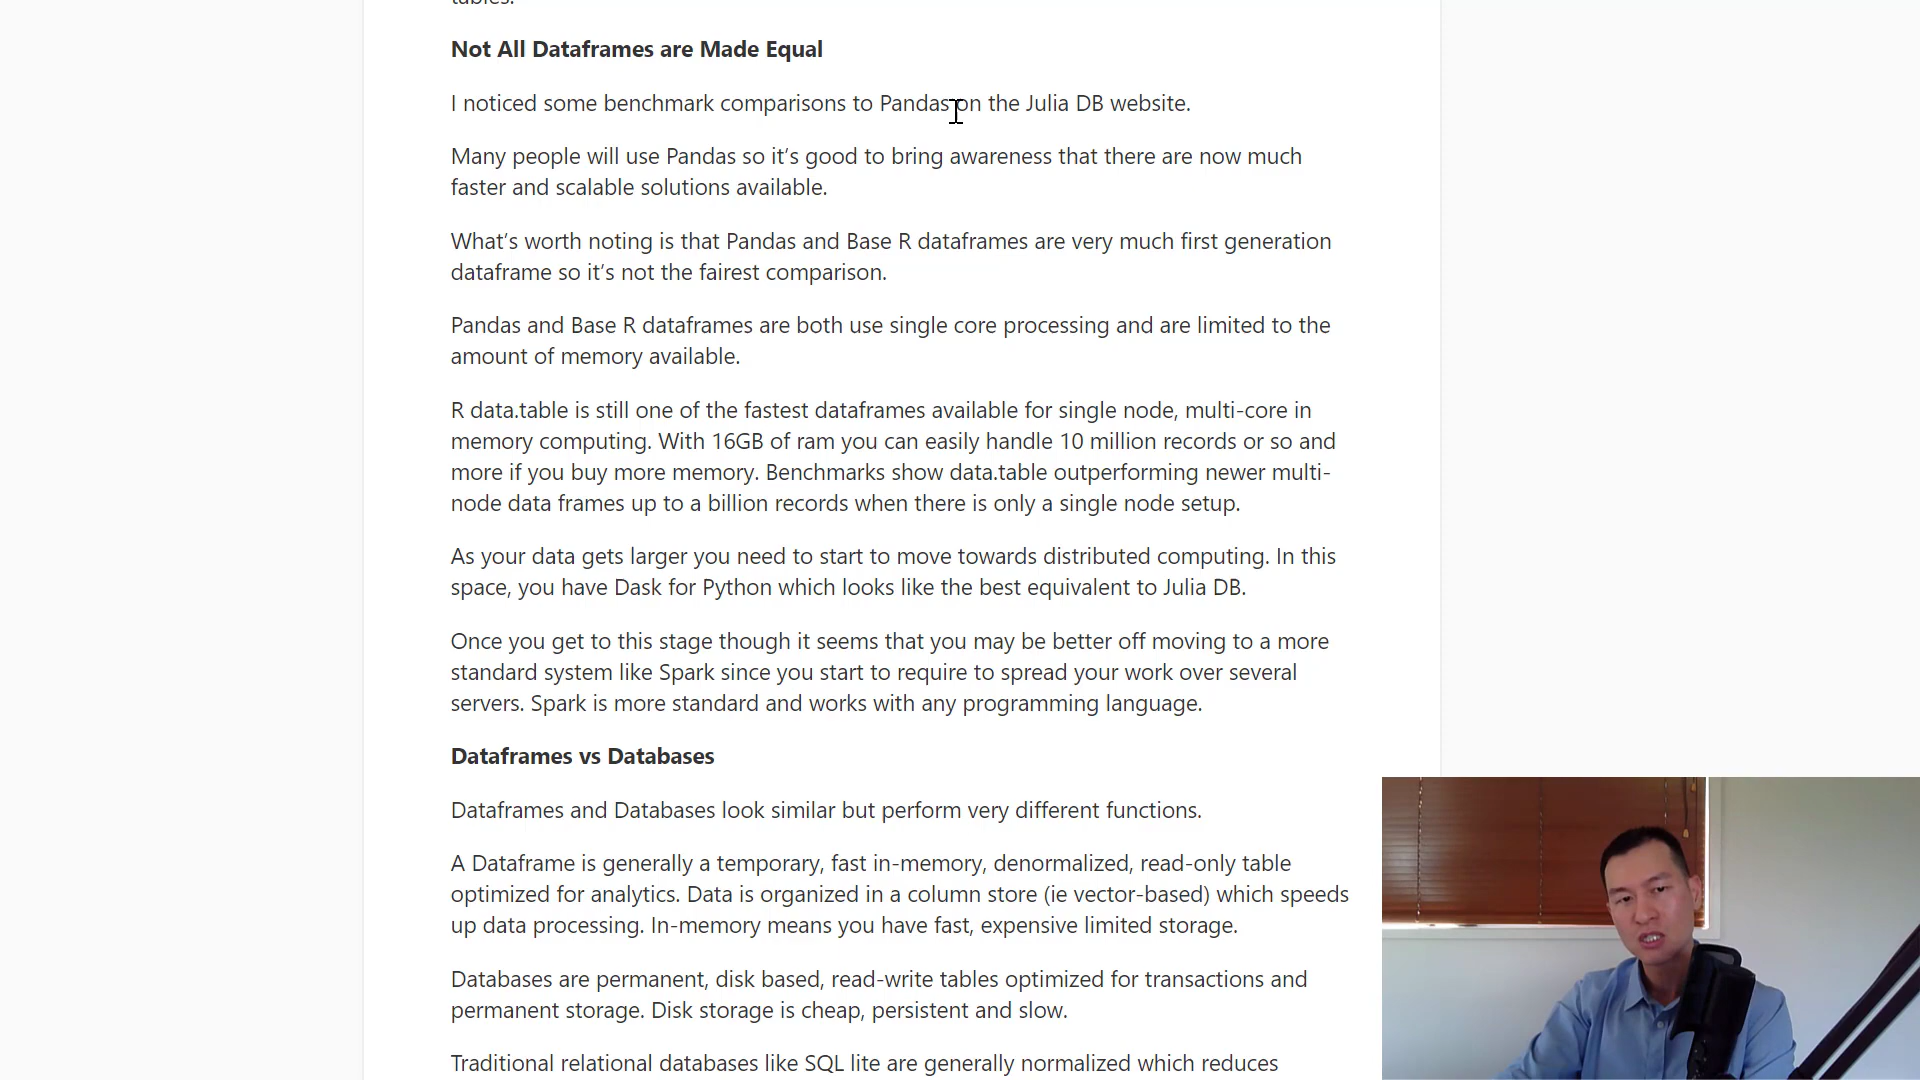 tables.
Not All Dataframes are Made Equal
I noticed some benchmark comparisons to Pandas on the Julia DB website.
Many people will use Pandas so it’s good to bring awareness that there are now much
faster and scalable solutions available.
What’s worth noting is that Pandas and Base R dataframes are very much first generation
dataframe so it’s not the fairest comparison.
Pandas and Base R dataframes are both use single core processing and are limited to the
amount of memory available.
R data.table is still one of the fastest dataframes available for single node, multi-core in
memory computing. With 16GB of ram you can easily handle 10 million records or so and
more if you buy more memory. Benchmarks show data.table outperforming newer multi-
node data frames up to a billion records when there is only a single node setup.
As your data gets larger you need to start to move towards distributed computing. In this
space, you have Dask for Python which looks like the best equivalent to Julia DB.
Once you get to this stage though it seems that you may be better off moving to a more
standard system like Spark since you start to require to spread your work over several
servers. Spark is more standard and works with any programming language.
Dataframes vs Databases
Dataframes and Databases look similar but perform very different functions.
A Dataframe is generally a temporary, fast in-memory, denormalized, read-only table
optimized for analytics. Data is organized in a column store (ie vector-based) which speeds
up data processing. In-memory means you have fast, expensive limited storage.
Databases are permanent, disk based, read-write tables optimized for transactions and
permanent storage. Disk storage is cheap, persistent and slow.
Traditional relational databases like SQL lite are generally normalized which reduces